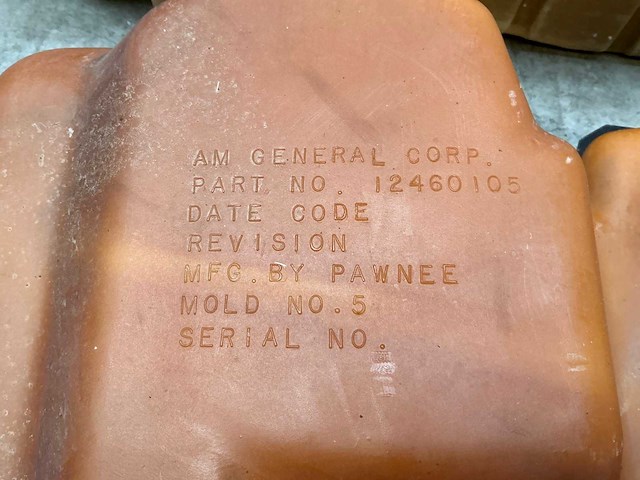 AM GENERAL CORP.
PART NO. 12460105
DATE CODE
REVISION
MFG. BY PAWNEE
MOLD NO.5
SERIAL NO.